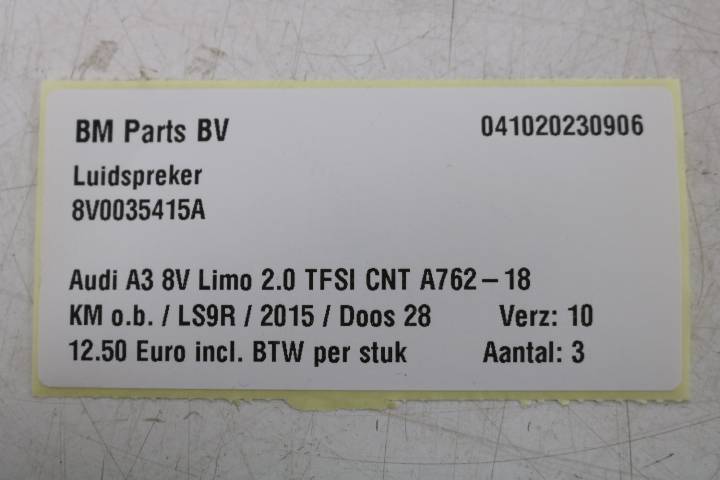 BM Parts BV 041020230906
Luidspreker
8V0035415A
Audi A3 8V Limo 2.0 TFSI CNT A762-18
KM o.b. / LS9R / 2015 / Doos 28 Verz: 10
12.50 Euro incl. BTW per stuk Aantal: 3